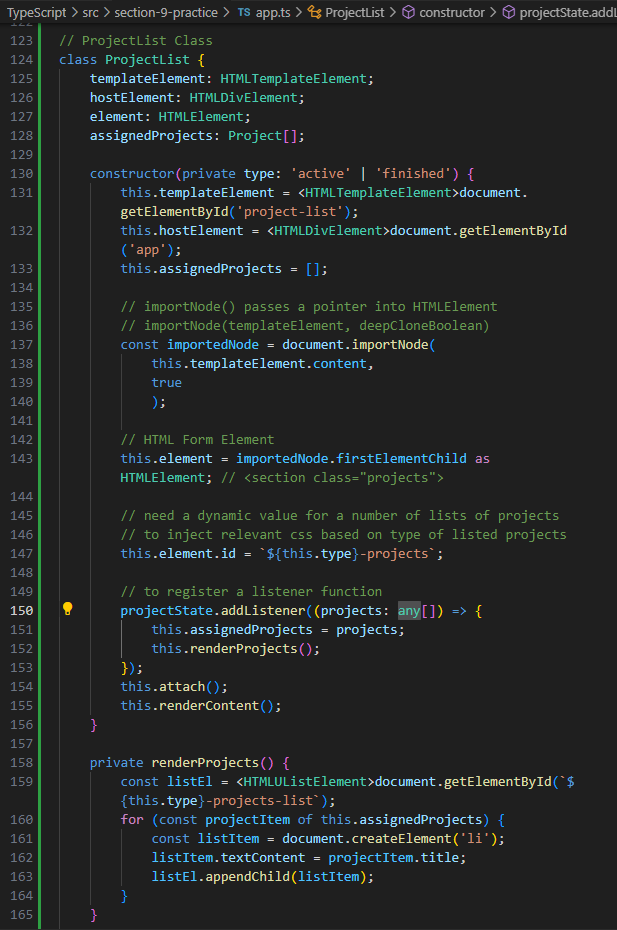 TypeScript > src > section-9-practice > TS app.ts > ProjectList > constructor > projectState.addL
123 // ProjectList Class
124 class ProjectList {
125 templateElement: HTMLTemplateElement;
126 hostElement: HTMLDivElement;
127 element: HTMLElement;
128 assignedProjects: Project[];
129
130 constructor(private type: 'active' | 'finished') {
131 this.templateElement = <HTMLTemplateElement>document.
getElementById('project-list');
132 this.hostElement = <HTMLDivElement>document.getElementById
('app');
133 this.assignedProjects = [];
134
135 // importNode() passes a pointer into HTMLElement
136 // importNode(templateElement, deepCloneBoolean)
137 const importedNode = document.importNode(
138 this.templateElement.content,
139 true
140 );
141
142 // HTML Form Element
143 this.element = importedNode.firstElementChild as
HTMLElement; // <section class="projects">
144
145 // need a dynamic value for a number of lists of projects
146 // to inject relevant css based on type of listed projects
147 this.element.id = `${this.type}-projects`;
148
149 // to register a listener function
150 projectState.addListener((projects: any[]) => {
151 this.assignedProjects = projects;
152 this.renderProjects();
153 });
154 this.attach();
155 this.renderContent();
156 }
157
158 private renderProjects() {
159 const listEl = <HTMLUListElement>document.getElementById(`$
{this.type}-projects-list`);
160 for (const projectItem of this.assignedProjects) {
161 const listItem = document.createElement('li');
162 listItem.textContent = projectItem.title;
163 listEl.appendChild(listItem);
164 }
165 }